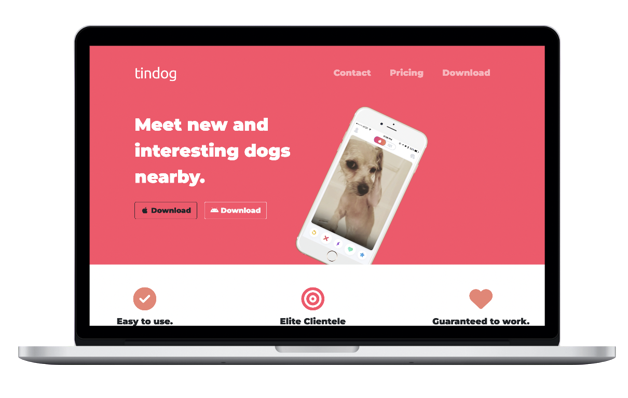 tindog
Contact Pricing Download
Meet new and
interesting dogs
nearby.
Download Download
Easy to use. Elite Clientele Guaranteed to work.